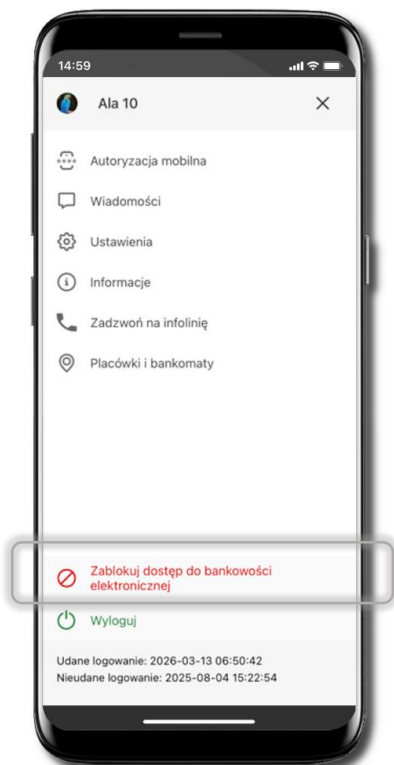 14:59
Ala 10
Autoryzacja mobilna
Wiadomości
Ustawienia
Informacje
Zadzwoń na infolinię
Placówki i bankomaty
Zablokuj dostęp do bankowości
elektronicznej
Wyloguj
Udane logowanie: 2026-03-13 06:50:42
Nieudane logowanie: 2025-08-04 15:22:54